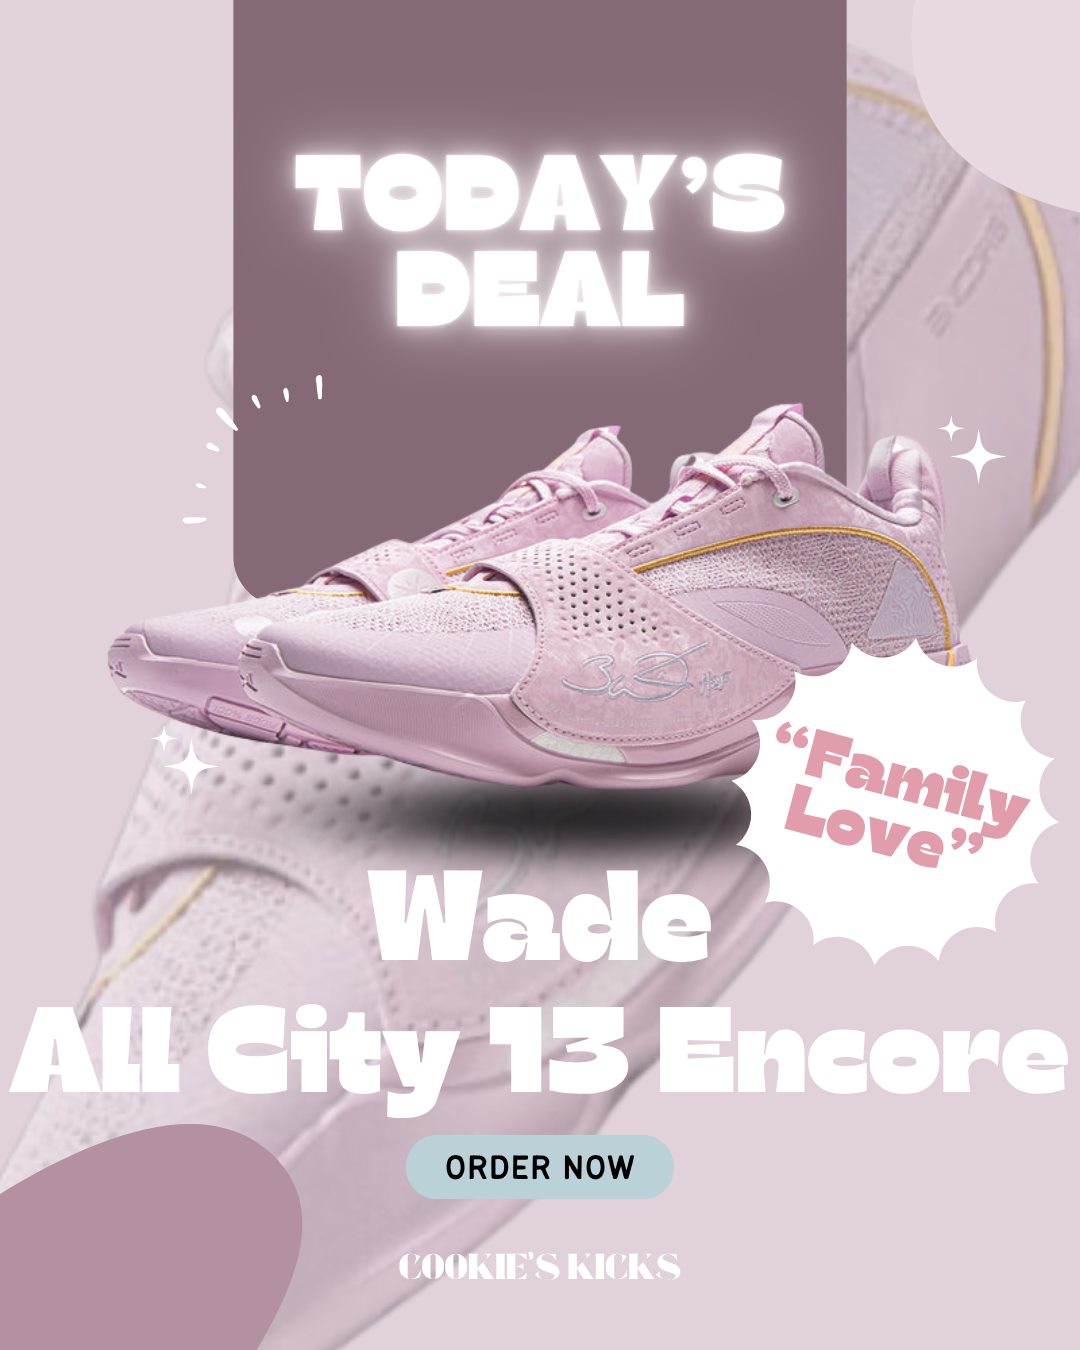 TODAY'S
DEAL
"Family
Love"
Wade
All City 13 Encore
ORDER NOW
COOKIE'S KICKS